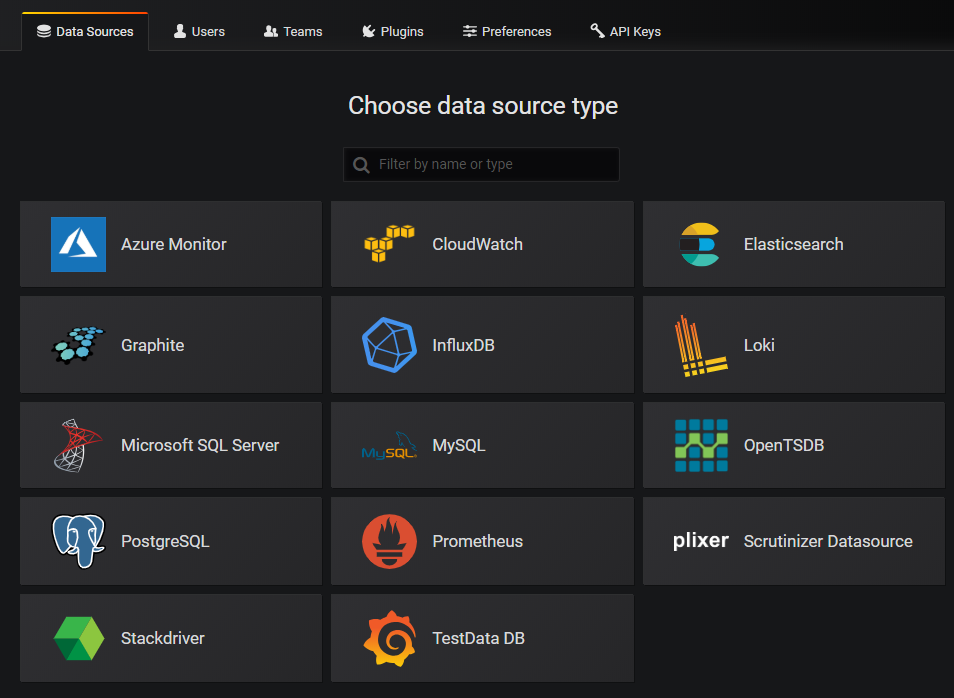 Data Sources
Users
Teams
Plugins
Preferences
API Keys
Choose data source type
Filter by name or type
Azure Monitor
CloudWatch
Elasticsearch
Graphite
InfluxDB
Loki
Microsoft SQL Server
MySQL
MySQL
OpenTSDB
PostgreSQL
Prometheus
plixer
Scrutinizer Datasource
Stackdriver
TestData DB